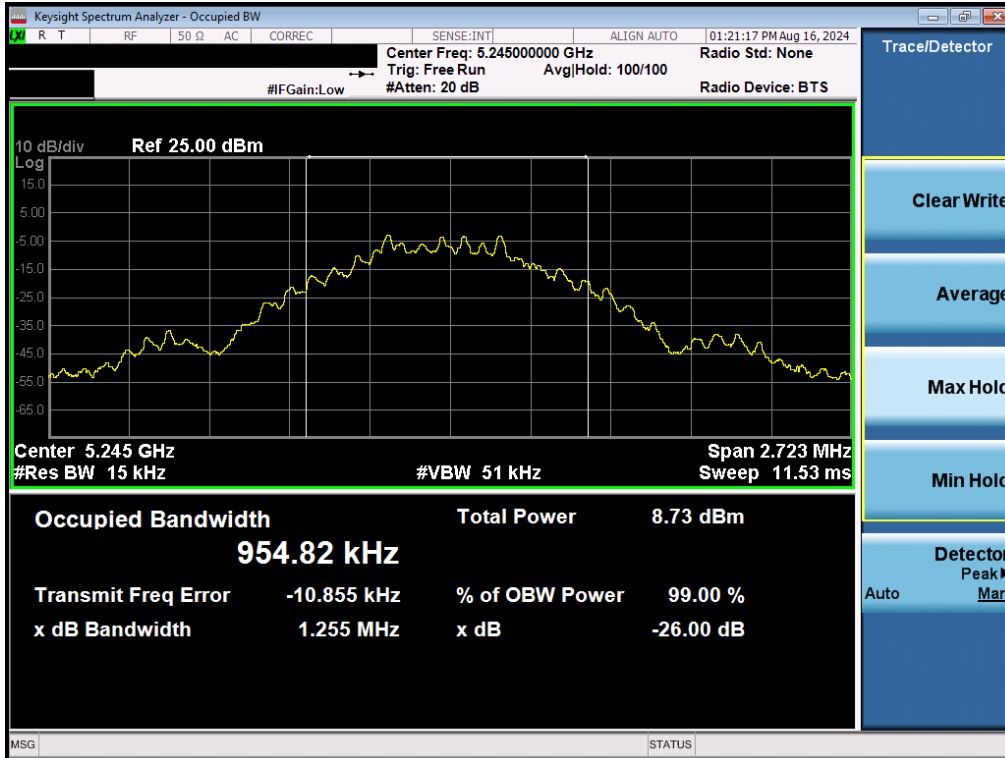 Keysight Spectrum Analyzer - Occupied BW
LXI R T RF 50 Ω AC CORREC SENSE:INT ALIGN AUTO 01:21:17 PM Aug 16, 2024
Center Freq: 5.245000000 GHz Radio Std: None
Trig: Free Run Avg|Hold: 100/100
#IFGain:Low #Atten: 20 dB Radio Device: BTS
10 dB/div Ref 25.00 dBm
Log
15.0
5.00
-5.00
-15.0
-25.0
-35.0
-45.0
-55.0
-65.0
Center 5.245 GHz Span 2.723 MHz
#Res BW 15 kHz #VBW 51 kHz Sweep 11.53 ms
Occupied Bandwidth Total Power 8.73 dBm
954.82 kHz
Transmit Freq Error -10.855 kHz % of OBW Power 99.00 %
x dB Bandwidth 1.255 MHz x dB -26.00 dB
MSG STATUS
Trace/Detector
Clear Write
Average
Max Hold
Min Hold
Detector
Peak
Auto Man